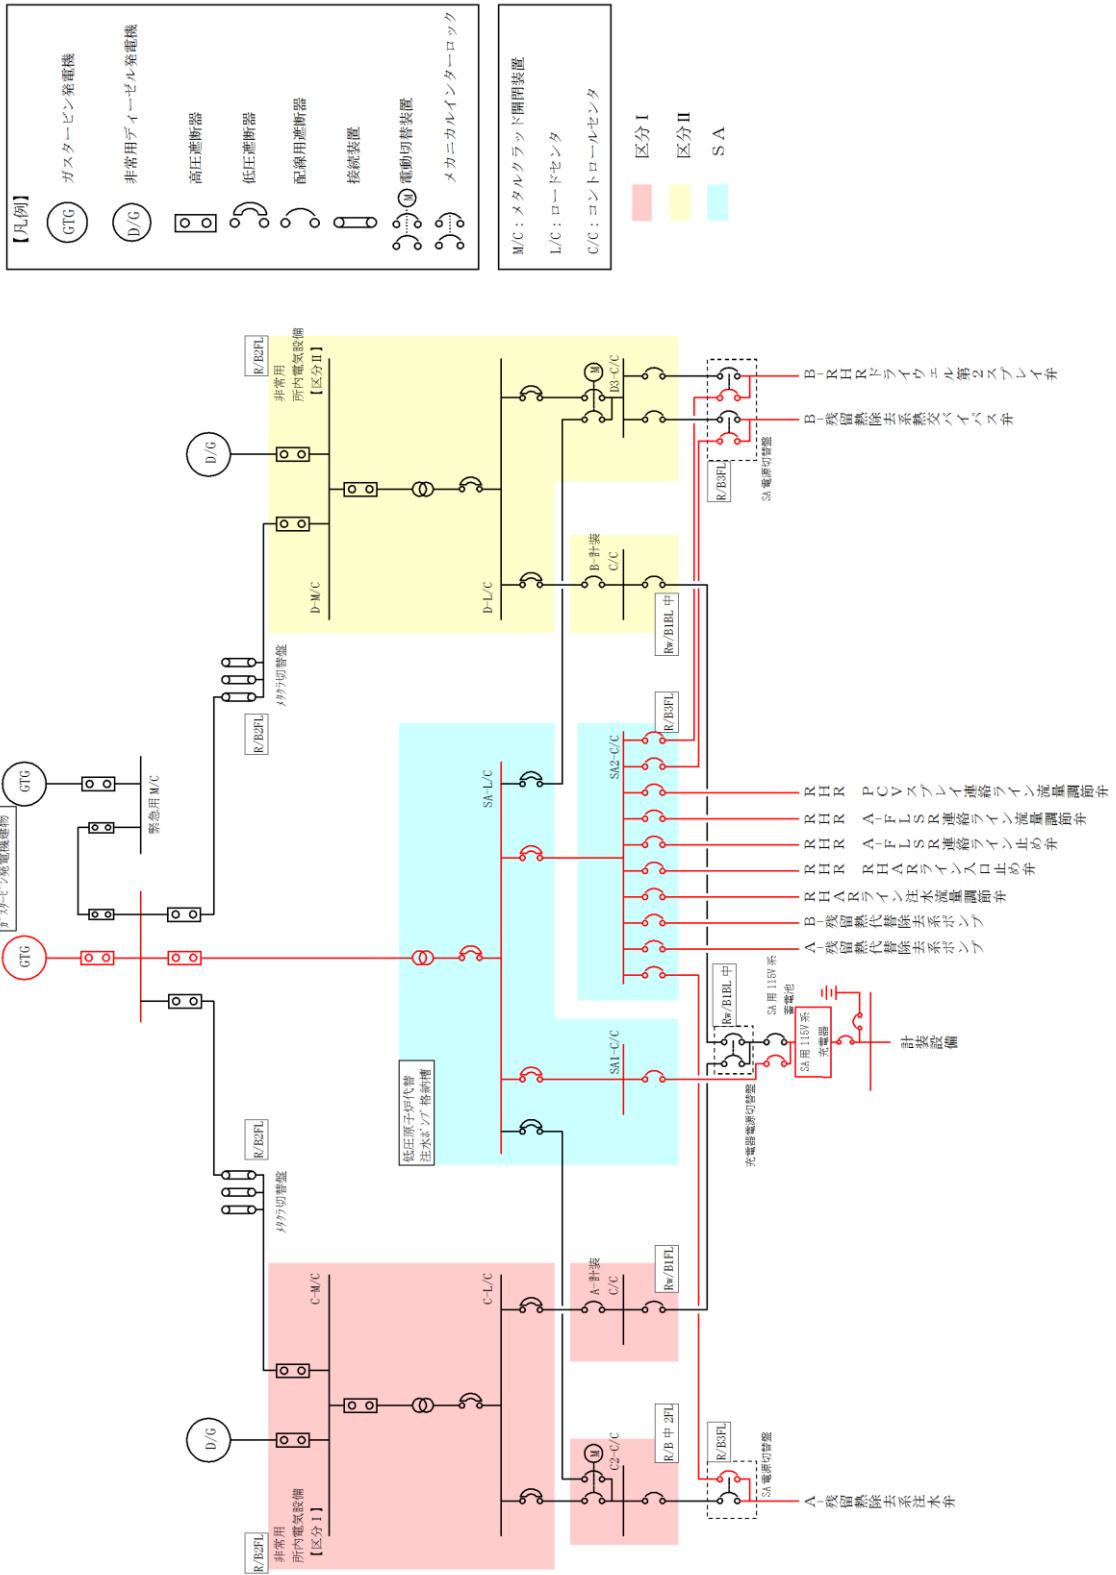 【凡例】
GTG ガスタービン発電機
D/G 非常用ディーゼル発電機
高圧遮断器
低圧遮断器
配線用遮断器
接続装置
M 電動切替装置
メカニカルインターロック
M/C：メタルクラッド開閉装置
L/C：ロードセンタ
C/C：コントロールセンタ
区分Ⅰ
区分Ⅱ
ＳＡ
ｶﾞｽﾀｰﾋﾞﾝ発電機建物
GTG
GTG
緊急用M/C
R/B2FL
ﾒﾀｸﾗ切替盤
R/B2FL
ﾒﾀｸﾗ切替盤
D/G
R/B2FL
非常用
所内電気設備
【区分Ⅰ】
C-M/C
C-L/C
M
C2-C/C
R/B 中 2FL
A-計装
C/C
Rw/B1FL
低圧原子炉代替
注水ﾎﾟﾝﾌﾟ格納槽
SA-L/C
SA1-C/C
SA2-C/C
R/B3FL
D/G
R/B2FL
非常用
所内電気設備
【区分Ⅱ】
D-M/C
D-L/C
B-計装
C/C
Rw/B1BL 中
M
D3-C/C
R/B3FL
SA電源切替盤
A-残留熱除去系注水弁
Rw/B1BL 中
充電器電源切替盤
SA用115V系
充電器
SA用115V系
蓄電池
計装設備
A-残留熱代替除去系ポンプ
B-残留熱代替除去系ポンプ
RHARライン注水流量調節弁
RHR RHARライン入口止め弁
RHR A-FLSR連絡ライン止め弁
RHR A-FLSR連絡ライン流量調節弁
RHR PCVスプレイ連絡ライン流量調節弁
R/B3FL
SA電源切替盤
B-残留熱除去系熱交バイパス弁
B-RHRドライウェル第2スプレイ弁